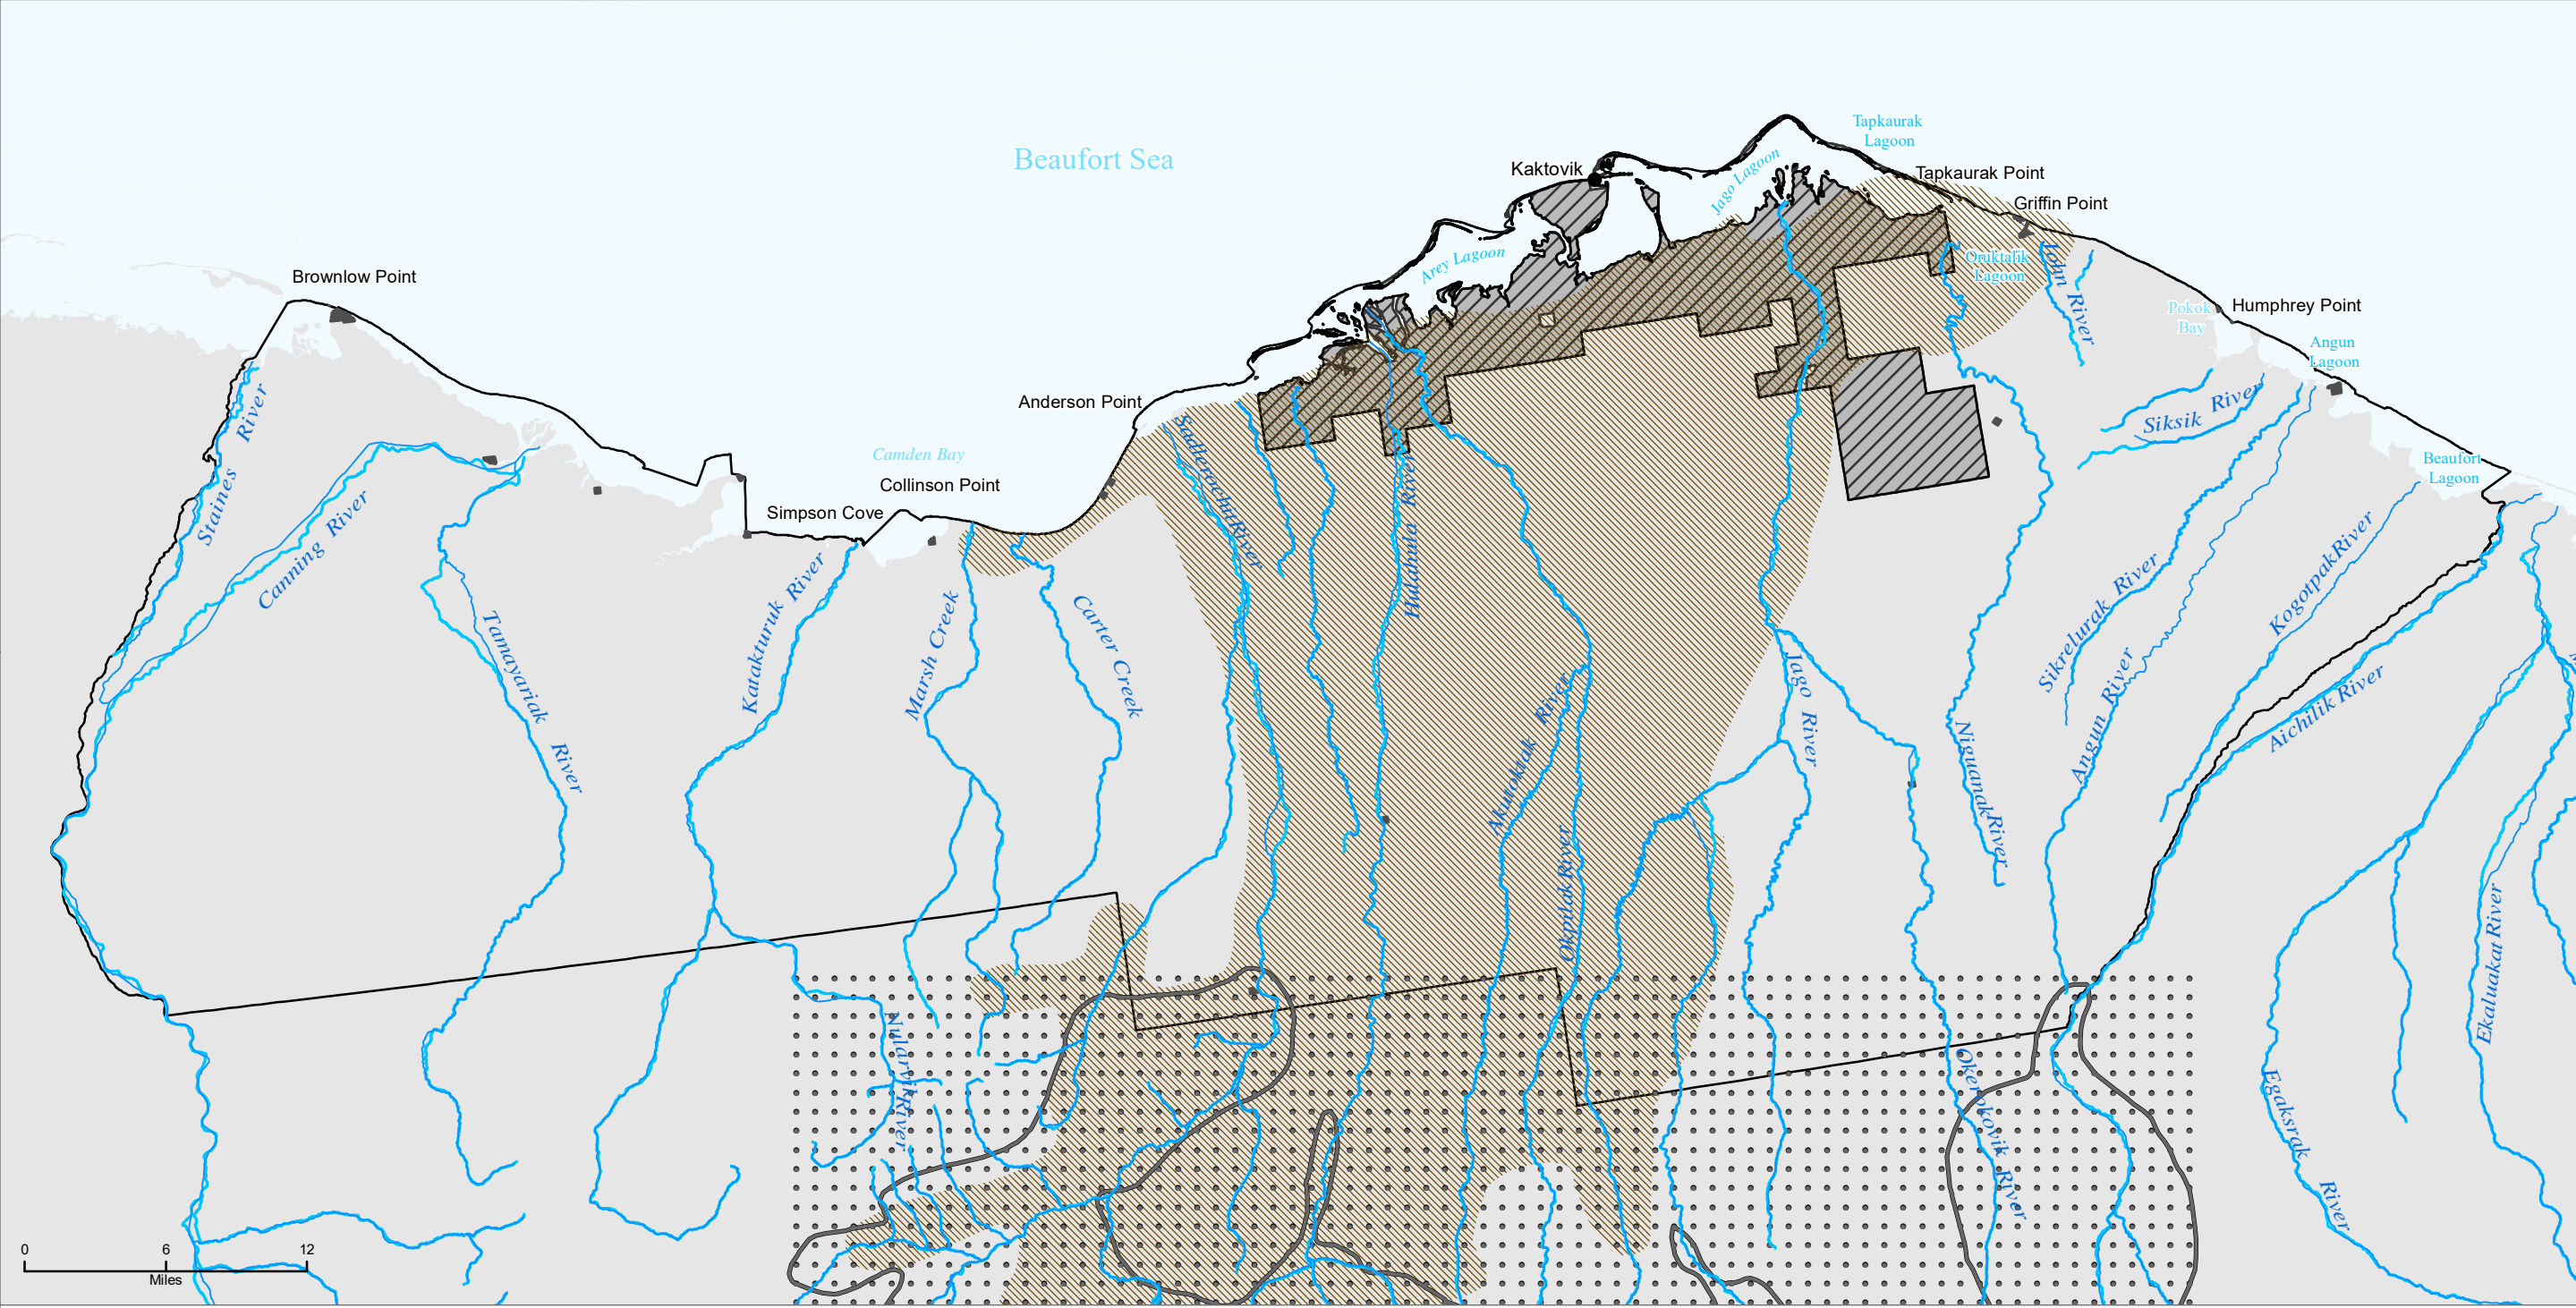 Tapkaurak
Lagoon
Beaufort Sea
Kaktovik
Jago Lagoon
Tapkaurak Point
Griffin Point
Brownlow Point
Arey Lagoon
Oruktalik
Lagoon
John River
Pokok
Bay
Humphrey Point
Angun
Lagoon
Anderson Point
Staines River
Siksik River
Camden Bay
Collinson Point
Simpson Cove
Sadlerochit River
Hulahula River
Beaufort
Lagoon
Canning River
Tamayariak River
Katakturuk River
Marsh Creek
Carter Creek
Sikrelurak River
Kogotpak River
Angun River
Aichilik River
Jago River
Akutoktak River
Niguanak River
Okpilak River
Ekaluakat River
Nularvik River
Okerokovik River
Egaksrak River
0 6 12
Miles